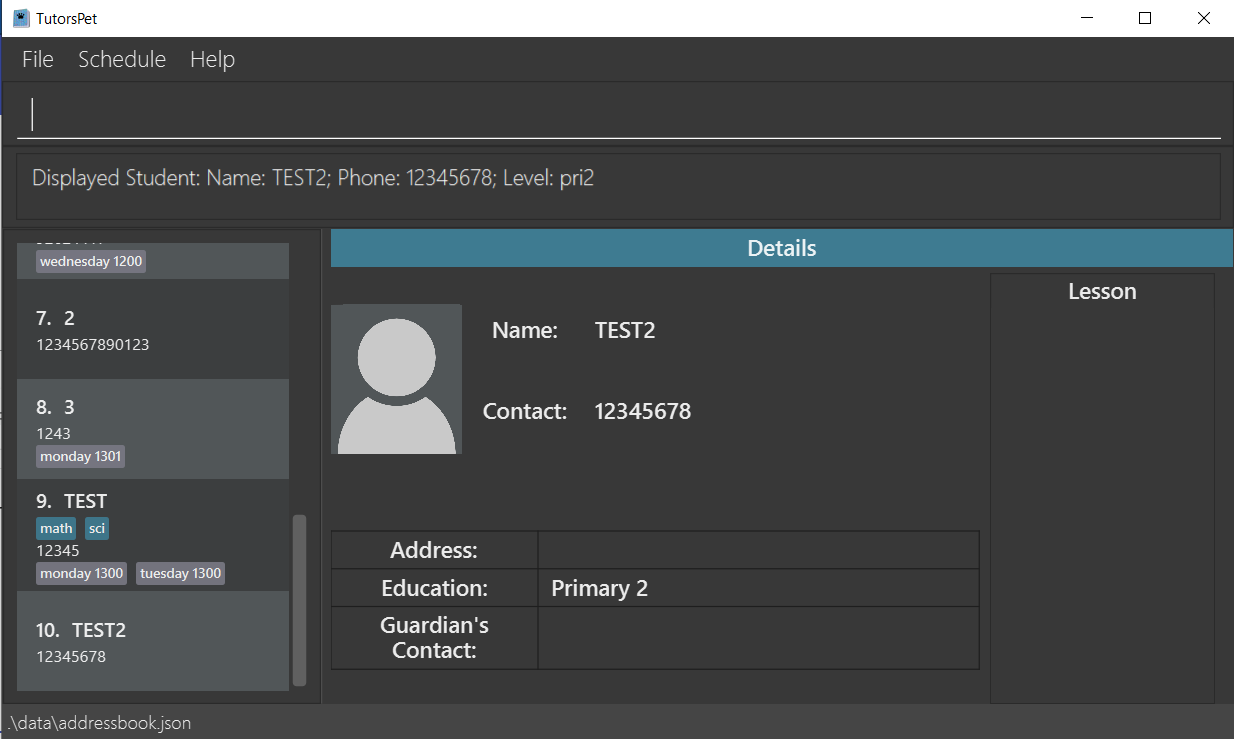 TutorsPet
File Schedule Help
Displayed Student: Name: TEST2; Phone: 12345678; Level: pri2
wednesday 1200
7. 2
1234567890123
8. 3
1243
monday 1301
9. TEST
math sci
12345
monday 1300 tuesday 1300
10. TEST2
12345678
Details
Name: TEST2
Contact: 12345678
Address:
Education: Primary 2
Guardian's
Contact:
Lesson
.\data\addressbook.json